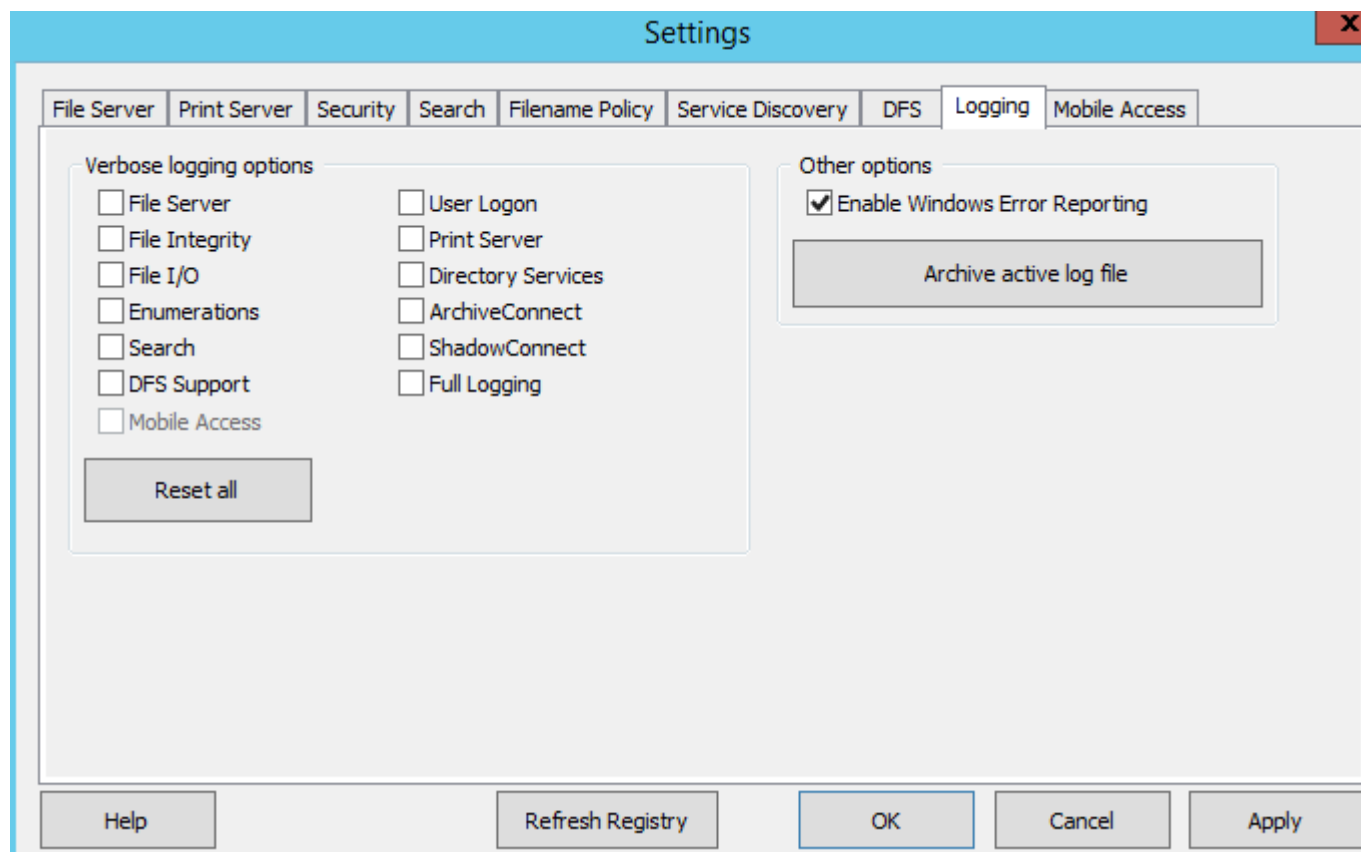 Settings
x
File Server Print Server Security Search Filename Policy Service Discovery DFS Logging Mobile Access
Verbose logging options
File Server
File Integrity
File I/O
Enumerations
Search
DFS Support
Mobile Access
User Logon
Print Server
Directory Services
ArchiveConnect
ShadowConnect
Full Logging
Reset all
Other options
Enable Windows Error Reporting
Archive active log file
Help Refresh Registry OK Cancel Apply